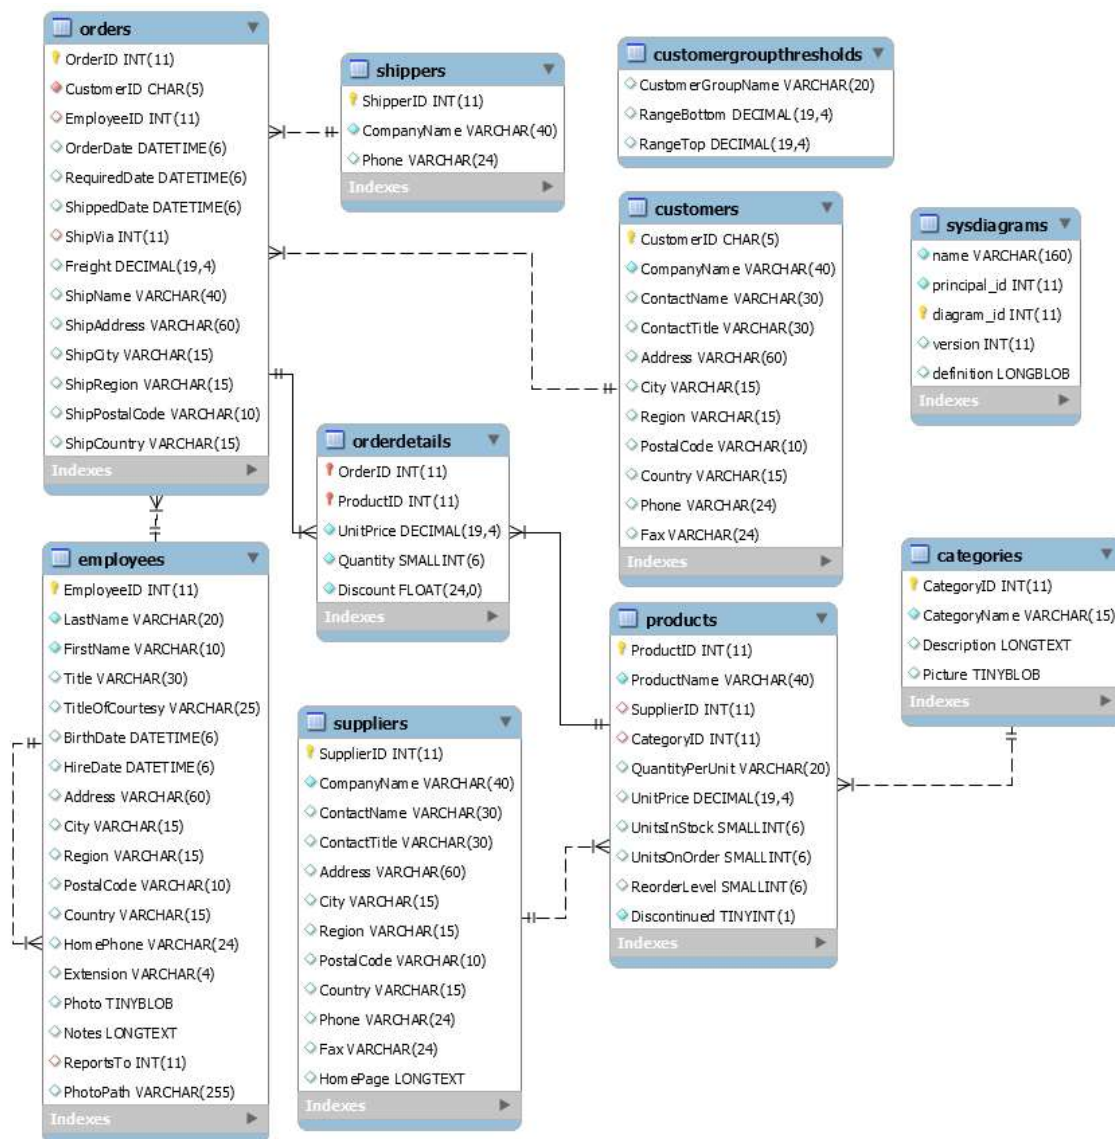 orders
OrderID INT(11)
CustomerID CHAR(5)
EmployeeID INT(11)
OrderDate DATETIME(6)
RequiredDate DATETIME(6)
ShippedDate DATETIME(6)
ShipVia INT(11)
Freight DECIMAL(19,4)
ShipName VARCHAR(40)
ShipAddress VARCHAR(60)
ShipCity VARCHAR(15)
ShipRegion VARCHAR(15)
ShipPostalCode VARCHAR(10)
ShipCountry VARCHAR(15)
Indexes
shippers
ShipperID INT(11)
CompanyName VARCHAR(40)
Phone VARCHAR(24)
Indexes
customergroupthresholds
CustomerGroupName VARCHAR(20)
RangeBottom DECIMAL(19,4)
RangeTop DECIMAL(19,4)
customers
CustomerID CHAR(5)
CompanyName VARCHAR(40)
ContactName VARCHAR(30)
ContactTitle VARCHAR(30)
Address VARCHAR(60)
City VARCHAR(15)
Region VARCHAR(15)
PostalCode VARCHAR(10)
Country VARCHAR(15)
Phone VARCHAR(24)
Fax VARCHAR(24)
Indexes
sysdiagrams
name VARCHAR(160)
principal_id INT(11)
diagram_id INT(11)
version INT(11)
definition LONGBLOB
Indexes
orderdetails
OrderID INT(11)
ProductID INT(11)
UnitPrice DECIMAL(19,4)
Quantity SMALLINT(6)
Discount FLOAT(24,0)
Indexes
employees
EmployeeID INT(11)
LastName VARCHAR(20)
FirstName VARCHAR(10)
Title VARCHAR(30)
TitleOfCourtesy VARCHAR(25)
BirthDate DATETIME(6)
HireDate DATETIME(6)
Address VARCHAR(60)
City VARCHAR(15)
Region VARCHAR(15)
PostalCode VARCHAR(10)
Country VARCHAR(15)
HomePhone VARCHAR(24)
Extension VARCHAR(4)
Photo TINYBLOB
Notes LONGTEXT
ReportsTo INT(11)
PhotoPath VARCHAR(255)
Indexes
suppliers
SupplierID INT(11)
CompanyName VARCHAR(40)
ContactName VARCHAR(30)
ContactTitle VARCHAR(30)
Address VARCHAR(60)
City VARCHAR(15)
Region VARCHAR(15)
PostalCode VARCHAR(10)
Country VARCHAR(15)
Phone VARCHAR(24)
Fax VARCHAR(24)
HomePage LONGTEXT
Indexes
products
ProductID INT(11)
ProductName VARCHAR(40)
SupplierID INT(11)
CategoryID INT(11)
QuantityPerUnit VARCHAR(20)
UnitPrice DECIMAL(19,4)
UnitsInStock SMALLINT(6)
UnitsOnOrder SMALLINT(6)
ReorderLevel SMALLINT(6)
Discontinued TINYINT(1)
Indexes
categories
CategoryID INT(11)
CategoryName VARCHAR(15)
Description LONGTEXT
Picture TINYBLOB
Indexes